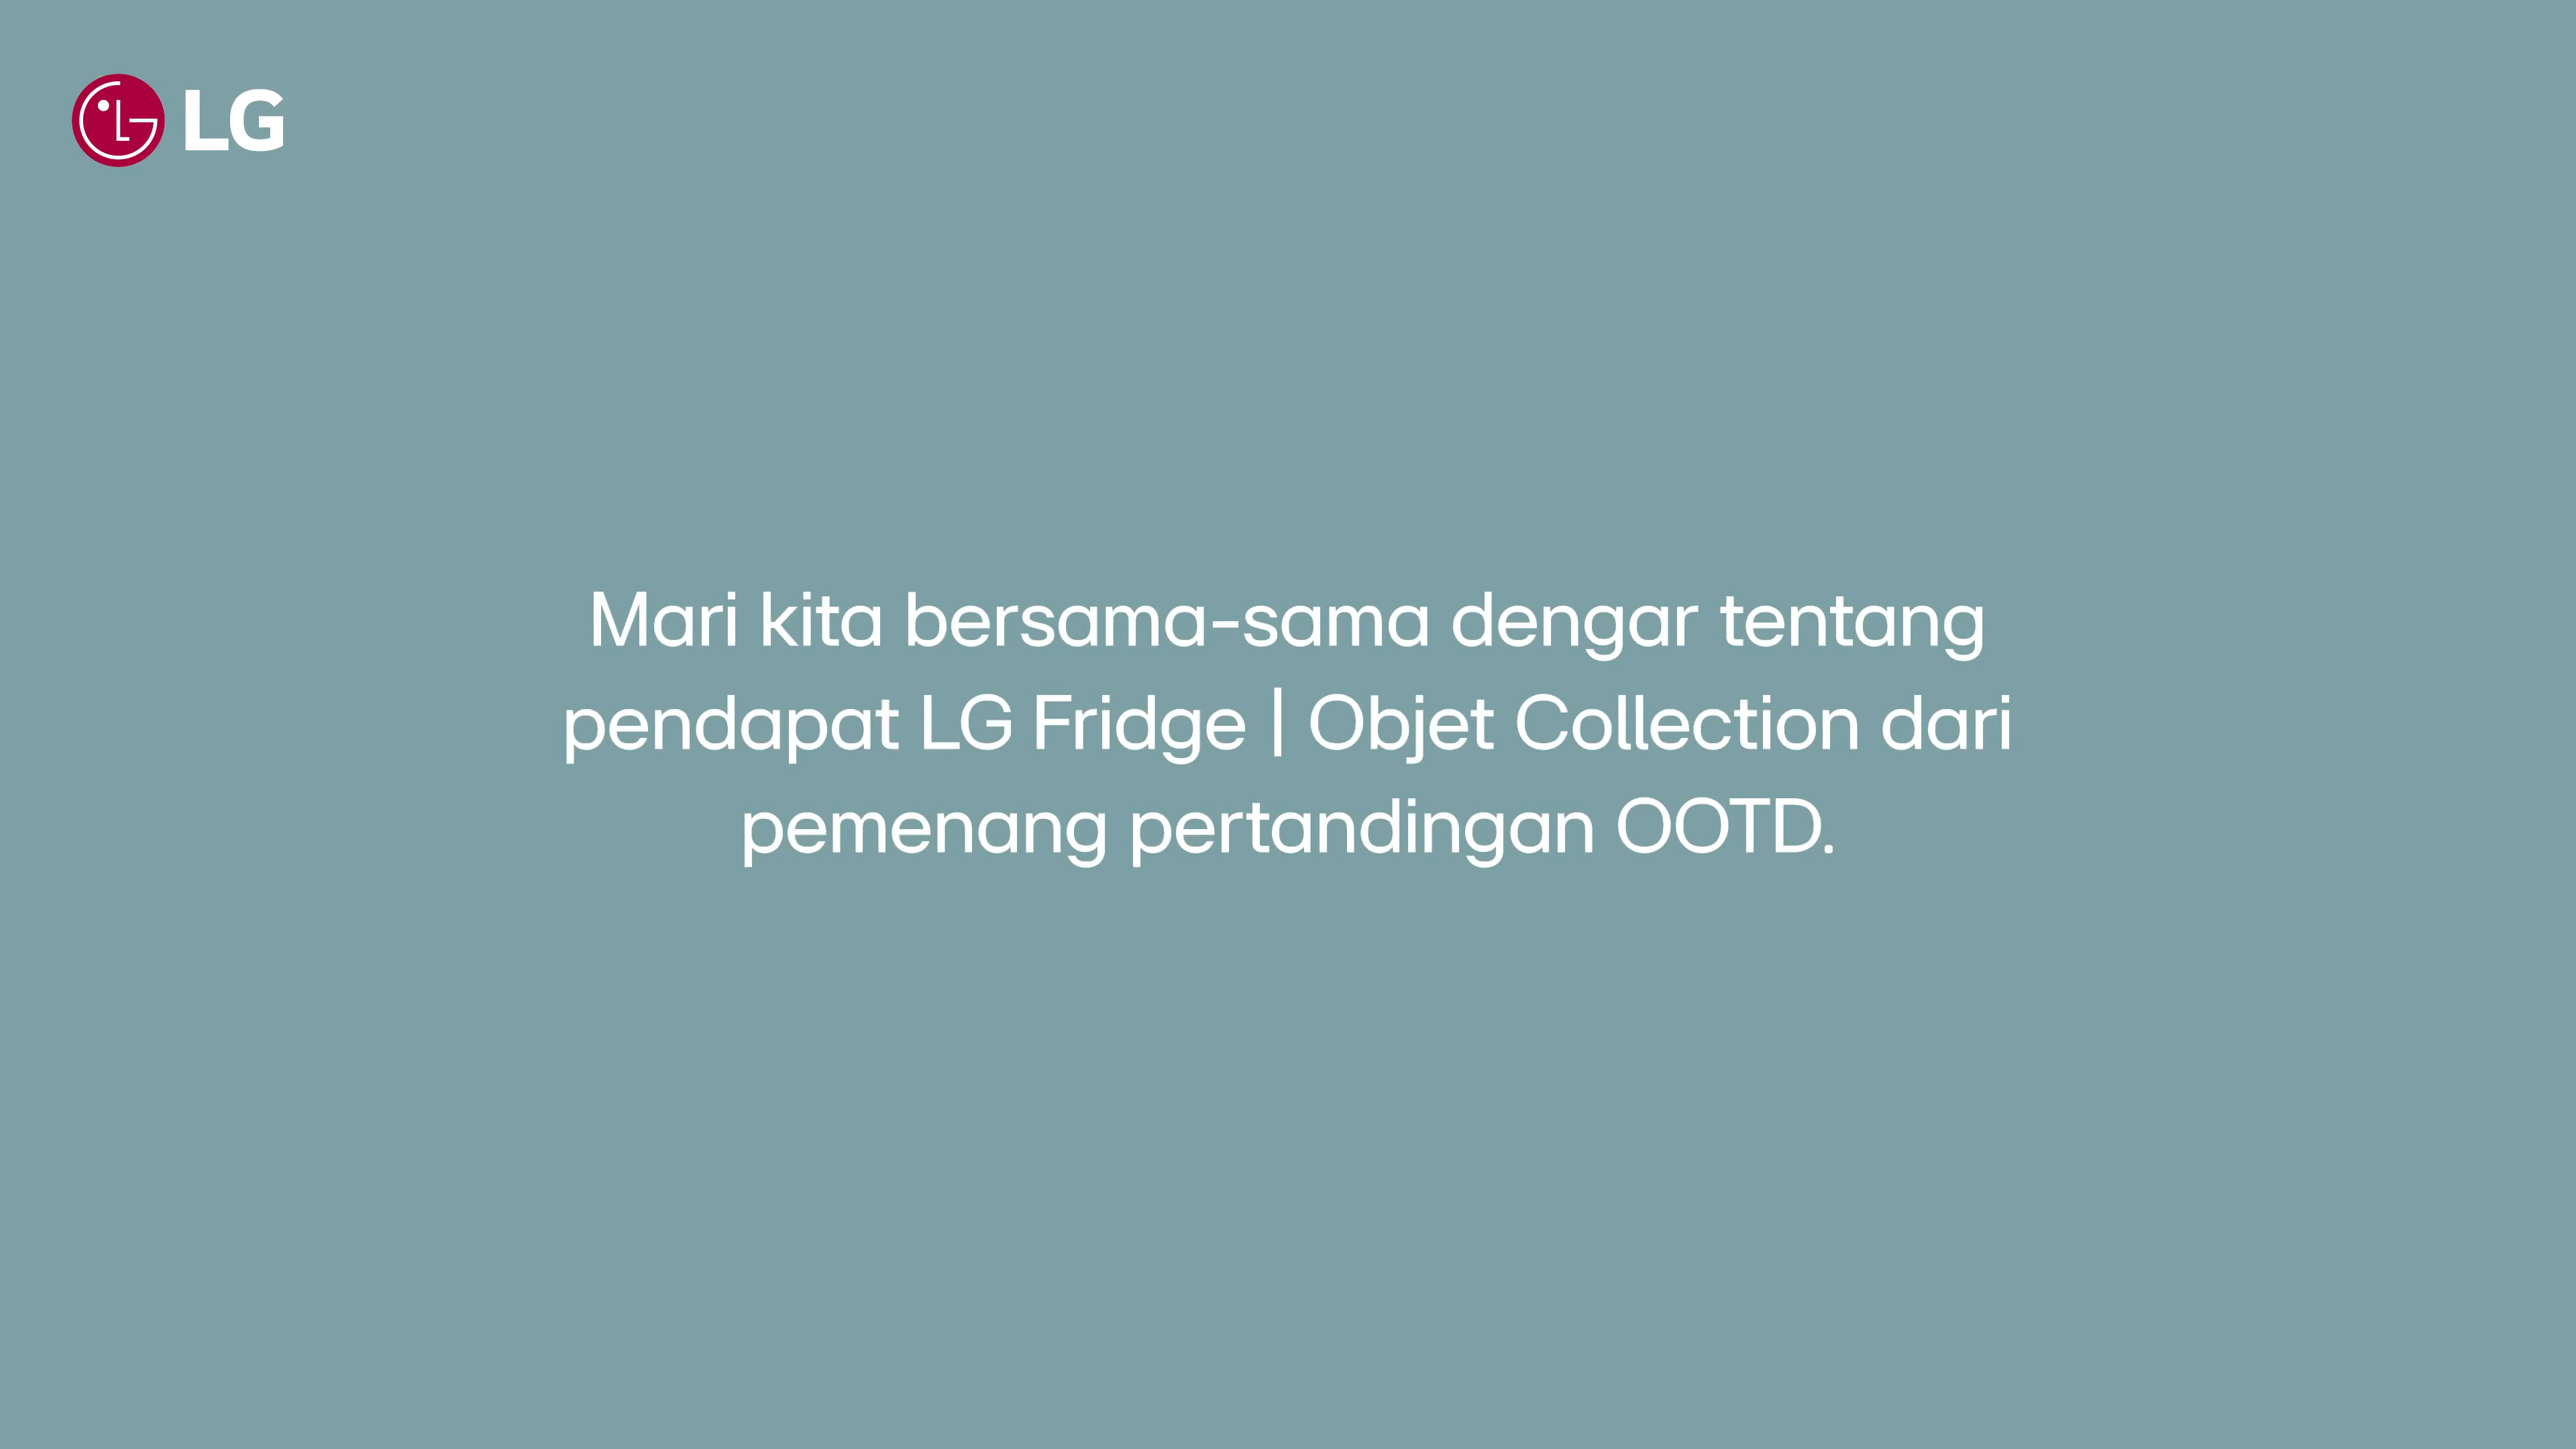 LG
Mari kita bersama-sama dengar tentang
pendapat LG Fridge | Objet Collection dari
pemenang pertandingan OOTD.